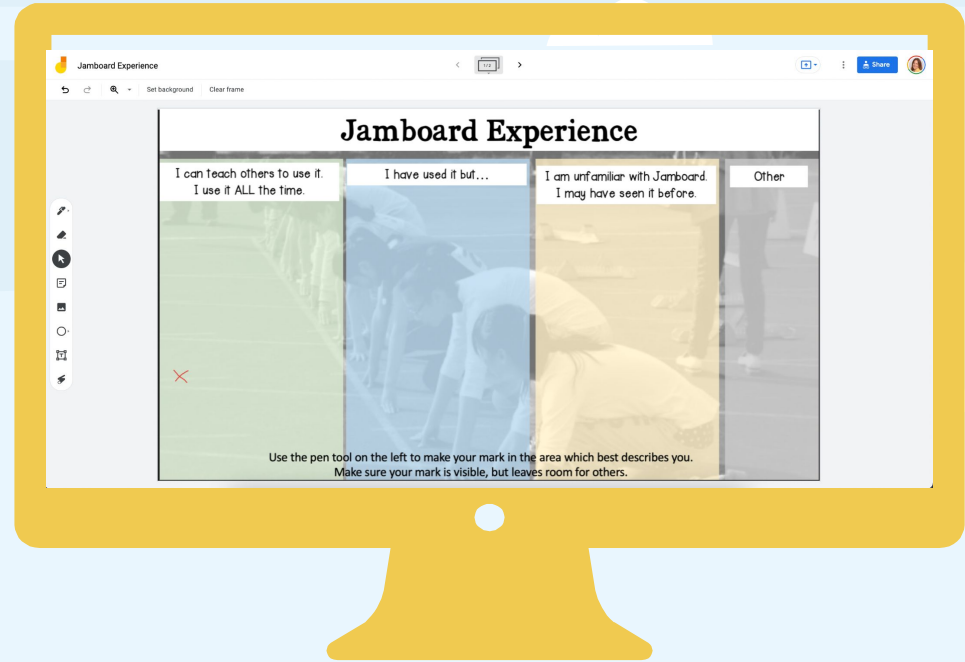 Jamboard Experience
1/2
Share
Set background
Clear frame
Jamboard Experience
I can teach others to use it.
I use it ALL the time.
I have used it but...
I am unfamiliar with Jamboard.
I may have seen it before.
Other
Use the pen tool on the left to make your mark in the area which best describes you.
Make sure your mark is visible, but leaves room for others.